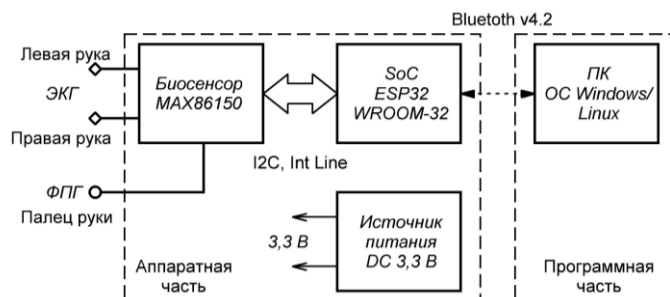 Bluetoth v4.2
Левая рука
ЭКГ
Правая рука
ФПГ
Палец руки
Биосенсор
MAX86150
SoC
ESP32
WROOM-32
ПК
ОС Windows/
Linux
I2C, Int Line
3,3 В
Источник
питания
DC 3,3 В
Аппаратная
часть
Программная
часть